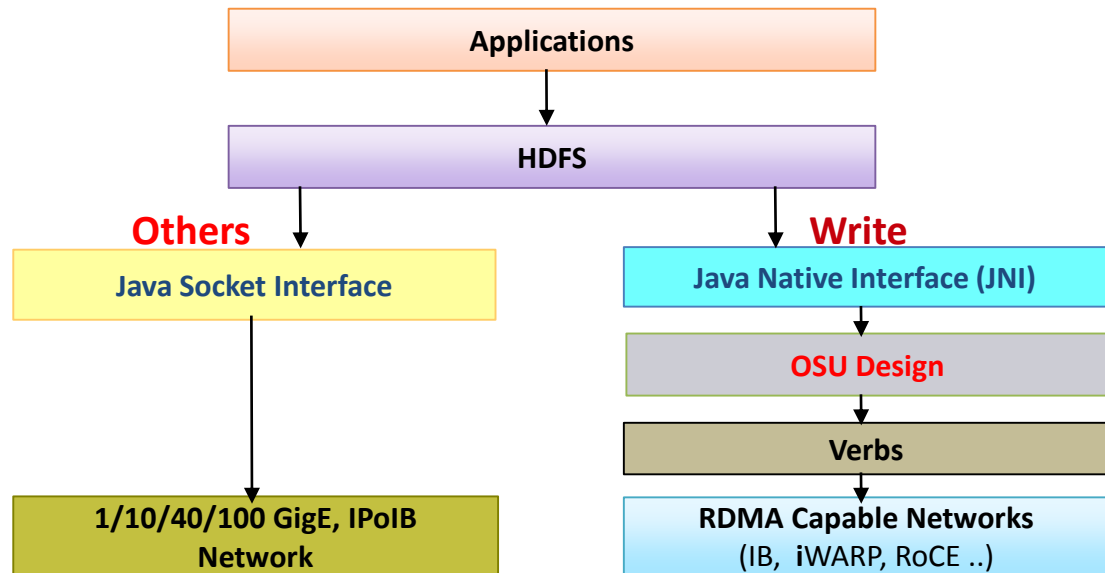 Applications
HDFS
Others
Write
Java Socket Interface
Java Native Interface (JNI)
OSU Design
Verbs
1/10/40/100 GigE, IPoIB
Network
RDMA Capable Networks
(IB, iWARP, RoCE ..)